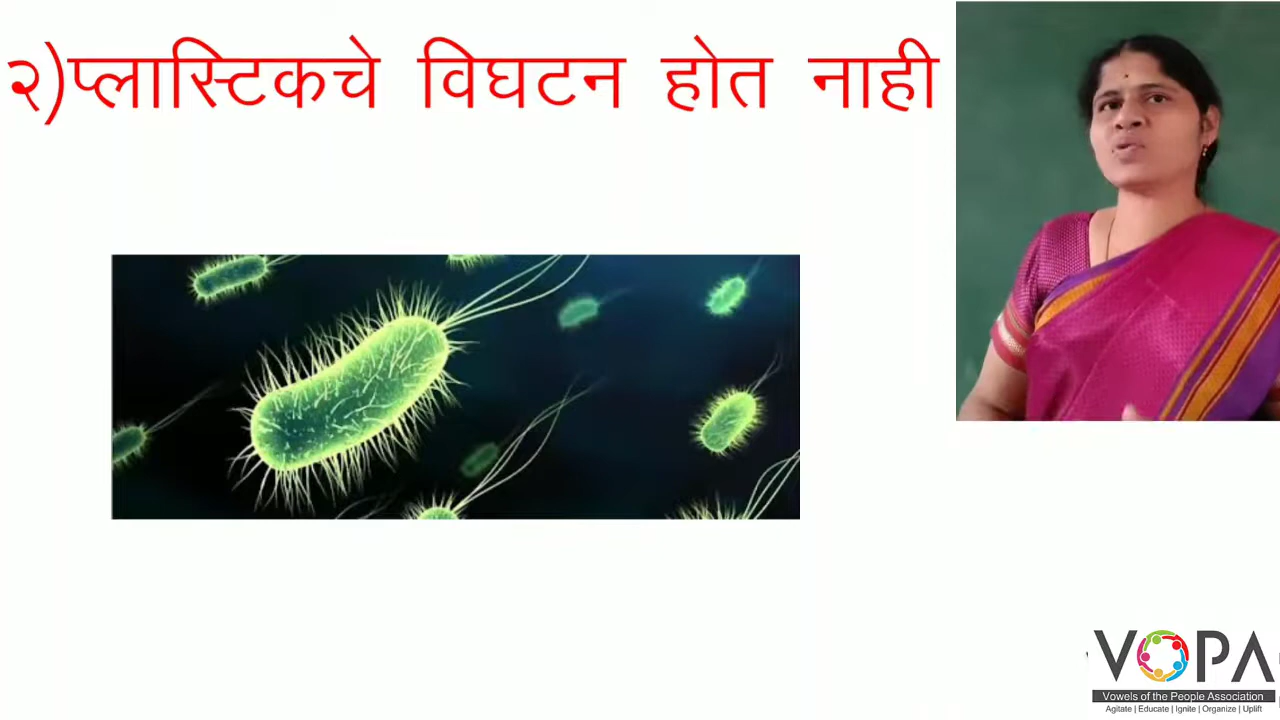 २)प्लास्टिकचे विघटन होत नाही
VOPA
Vowels of the People Association
Agitate | Educate | Ignite | Organize | Uplift